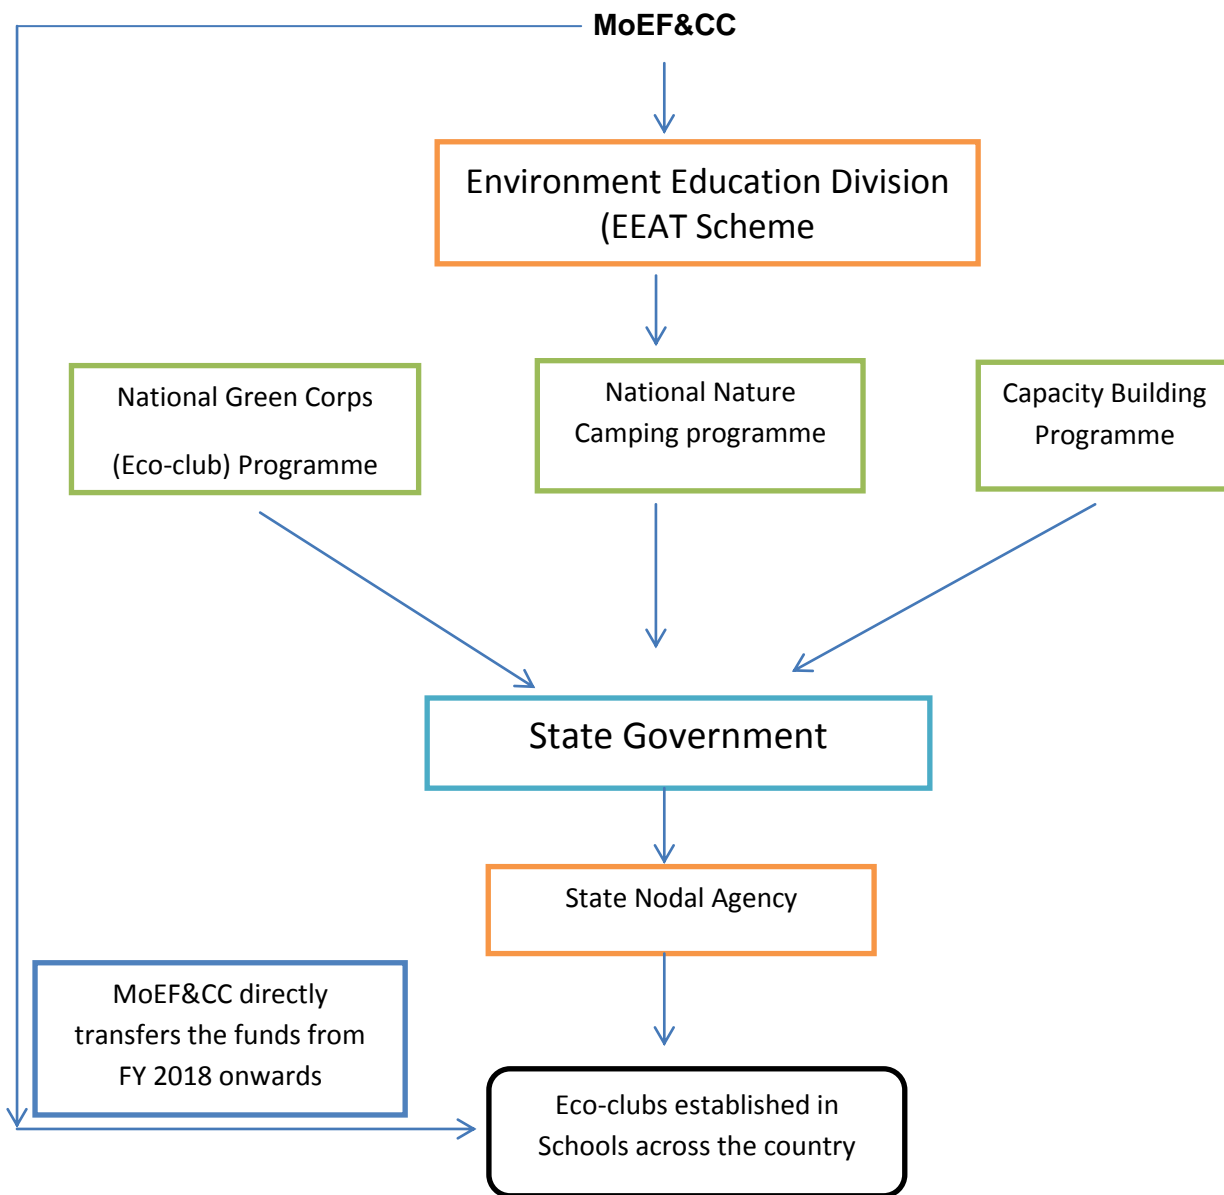 MoEF&CC
Environment Education Division
(EEAT Scheme
National Green Corps
(Eco-club) Programme
National Nature
Camping programme
Capacity Building
Programme
State Government
State Nodal Agency
MoEF&CC directly
transfers the funds from
FY 2018 onwards
Eco-clubs established in
Schools across the country